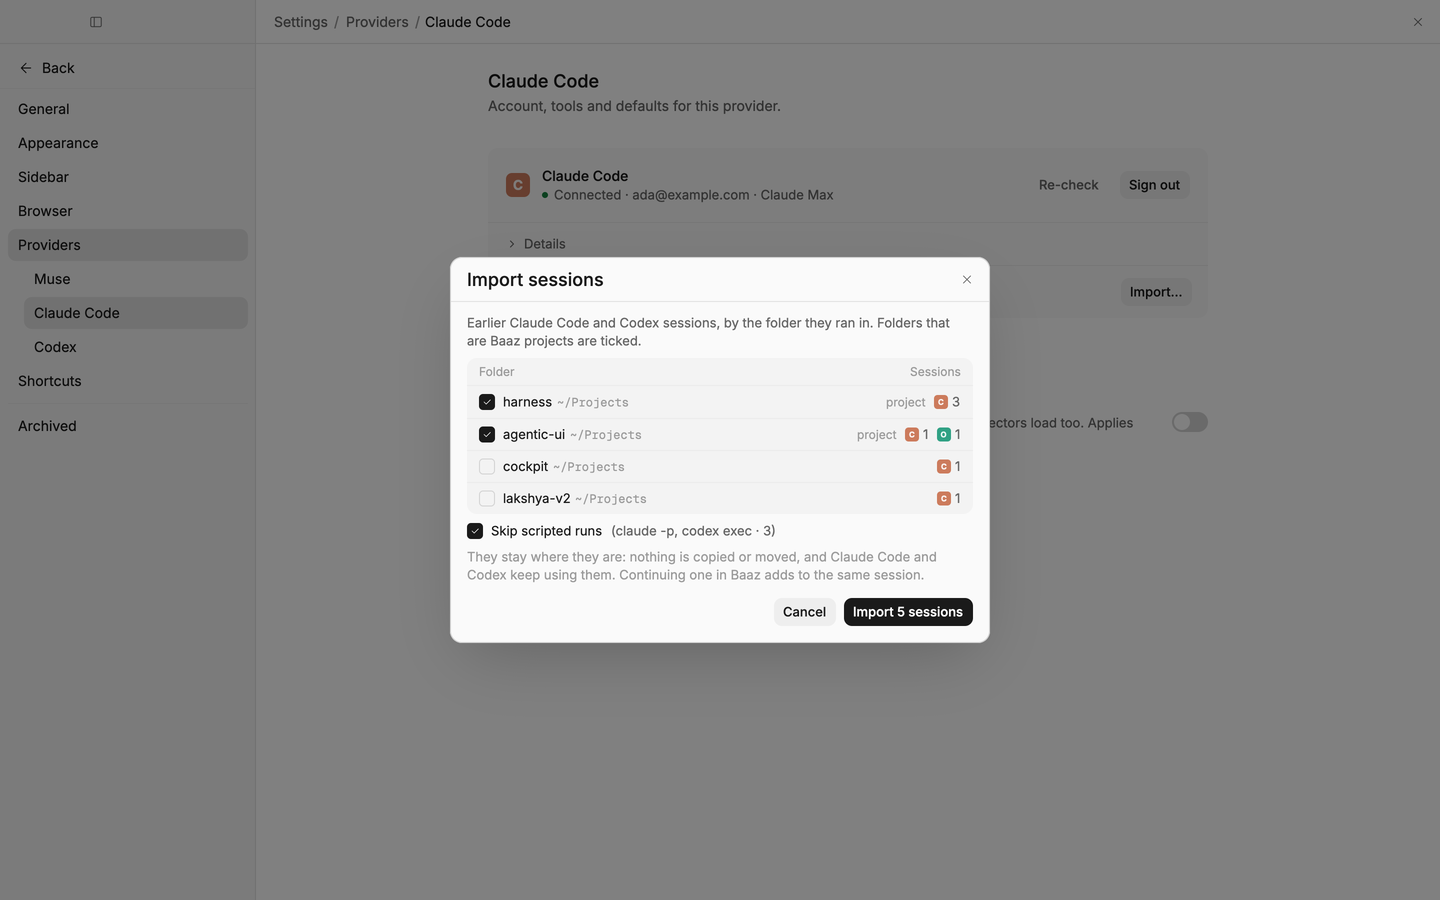 Settings / Providers / Claude Code
Back
General
Appearance
Sidebar
Browser
Providers
Muse
Claude Code
Codex
Shortcuts
Archived
Claude Code
Account, tools and defaults for this provider.
C
Claude Code
Connected · ada@example.com · Claude Max
Re-check
Sign out
Details
Import...
ectors load too. Applies
Import sessions
Earlier Claude Code and Codex sessions, by the folder they ran in. Folders that
are Baaz projects are ticked.
Folder Sessions
harness ~/Projects project C 3
agentic-ui ~/Projects project C 1 O 1
cockpit ~/Projects C 1
lakshya-v2 ~/Projects C 1
Skip scripted runs (claude -p, codex exec · 3)
They stay where they are: nothing is copied or moved, and Claude Code and
Codex keep using them. Continuing one in Baaz adds to the same session.
Cancel
Import 5 sessions